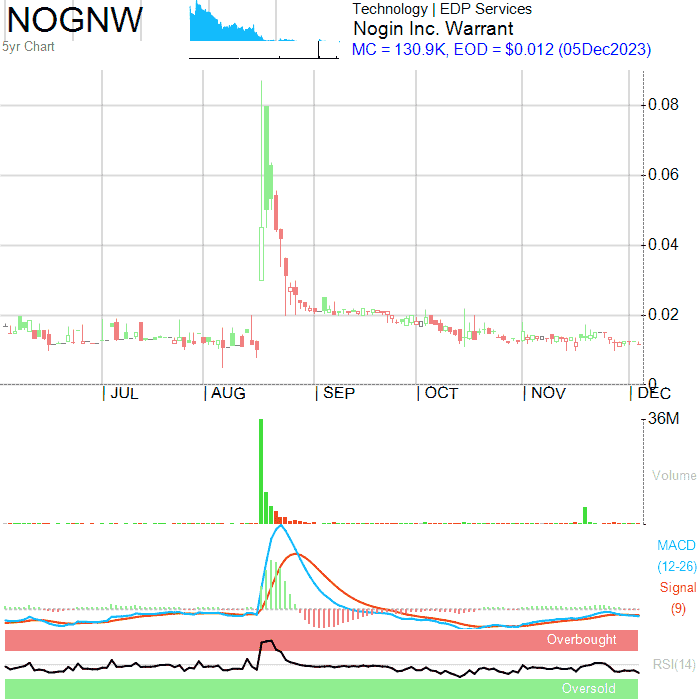 NOGNW
5yr Chart
Technology | EDP Services
Nogin Inc. Warrant
MC = 130.9K, EOD = $0.012 (05Dec2023)
0.08
0.06
0.04
0.02
0
| JUL | AUG | SEP | OCT | NOV | DEC
36M
Volume
MACD
(12-26)
Signal
(9)
Overbought
RSI(14)
Oversold